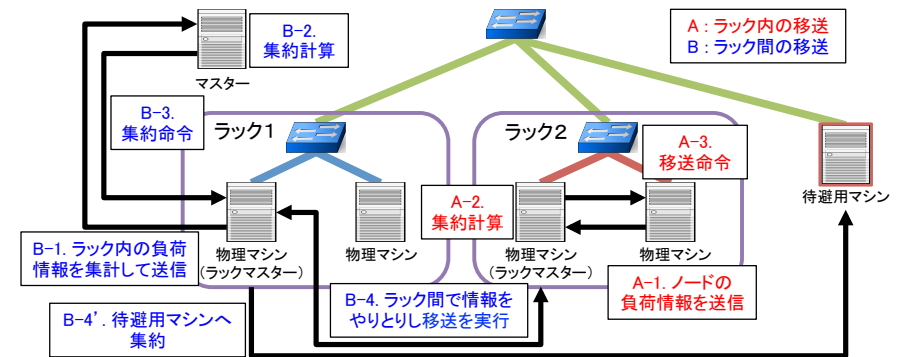 A : ラック内の移送
B : ラック間の移送
B-2.
集約計算
マスター
B-3.
集約命令
ラック1
ラック2
A-3.
移送命令
待避用マシン
A-2.
集約計算
B-1. ラック内の負荷
情報を集計して送信
物理マシン
(ラックマスター)
物理マシン
物理マシン
(ラックマスター)
物理マシン
A-1. ノードの
負荷情報を送信
B-4. ラック間で情報を
やりとりし移送を実行
B-4’. 待避用マシンへ
集約